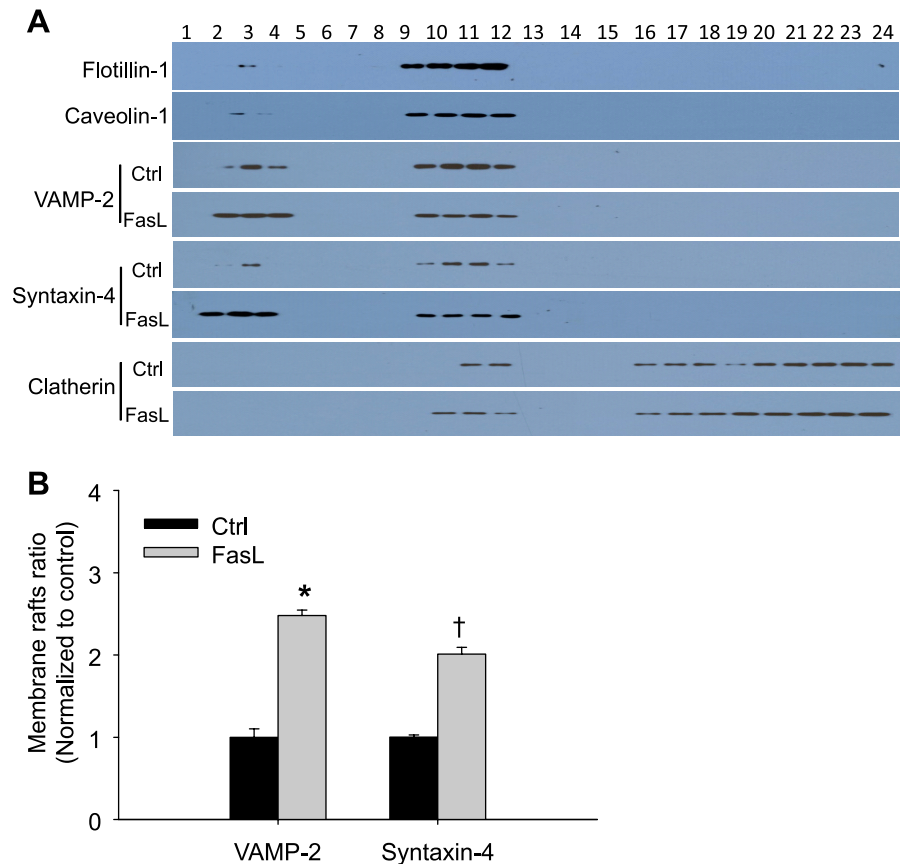 A
1 2 3 4 5 6 7 8 9 10 11 12 13 14 15 16 17 18 19 20 21 22 23 24
Flotillin-1
Caveolin-1
VAMP-2
Ctrl
FasL
Syntaxin-4
Ctrl
FasL
Clatherin
Ctrl
FasL
B
Membrane rafts ratio
(Normalized to control)
4
3
2
1
0
Ctrl
FasL
*
†
VAMP-2 Syntaxin-4